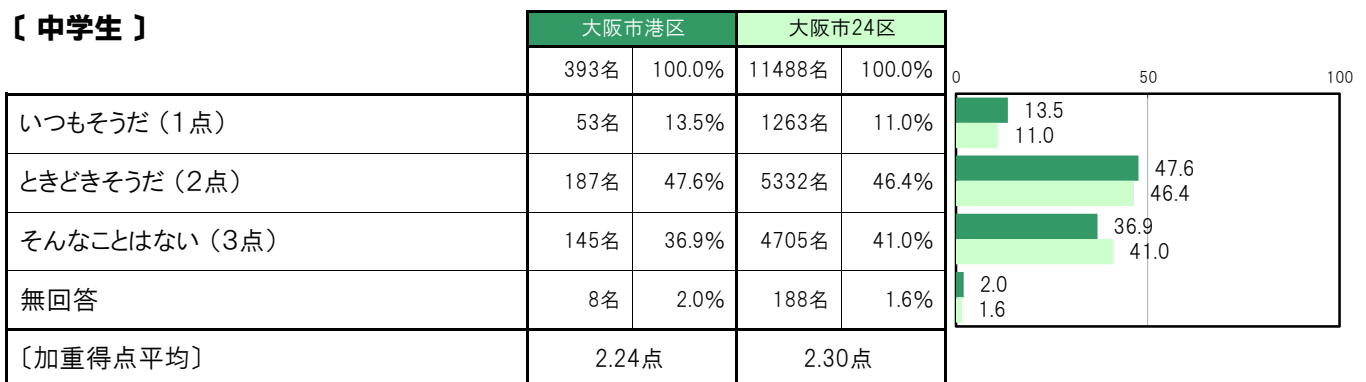 〔 中学生 〕
大阪市港区 大阪市24区
393名 100.0% 11488名 100.0%
0 50 100
いつもそうだ（1点） 53名 13.5% 1263名 11.0%
13.5
11.0
ときどきそうだ（2点） 187名 47.6% 5332名 46.4%
47.6
46.4
そんなことはない（3点） 145名 36.9% 4705名 41.0%
36.9
41.0
無回答 8名 2.0% 188名 1.6%
2.0
1.6
〔加重得点平均〕 2.24点 2.30点